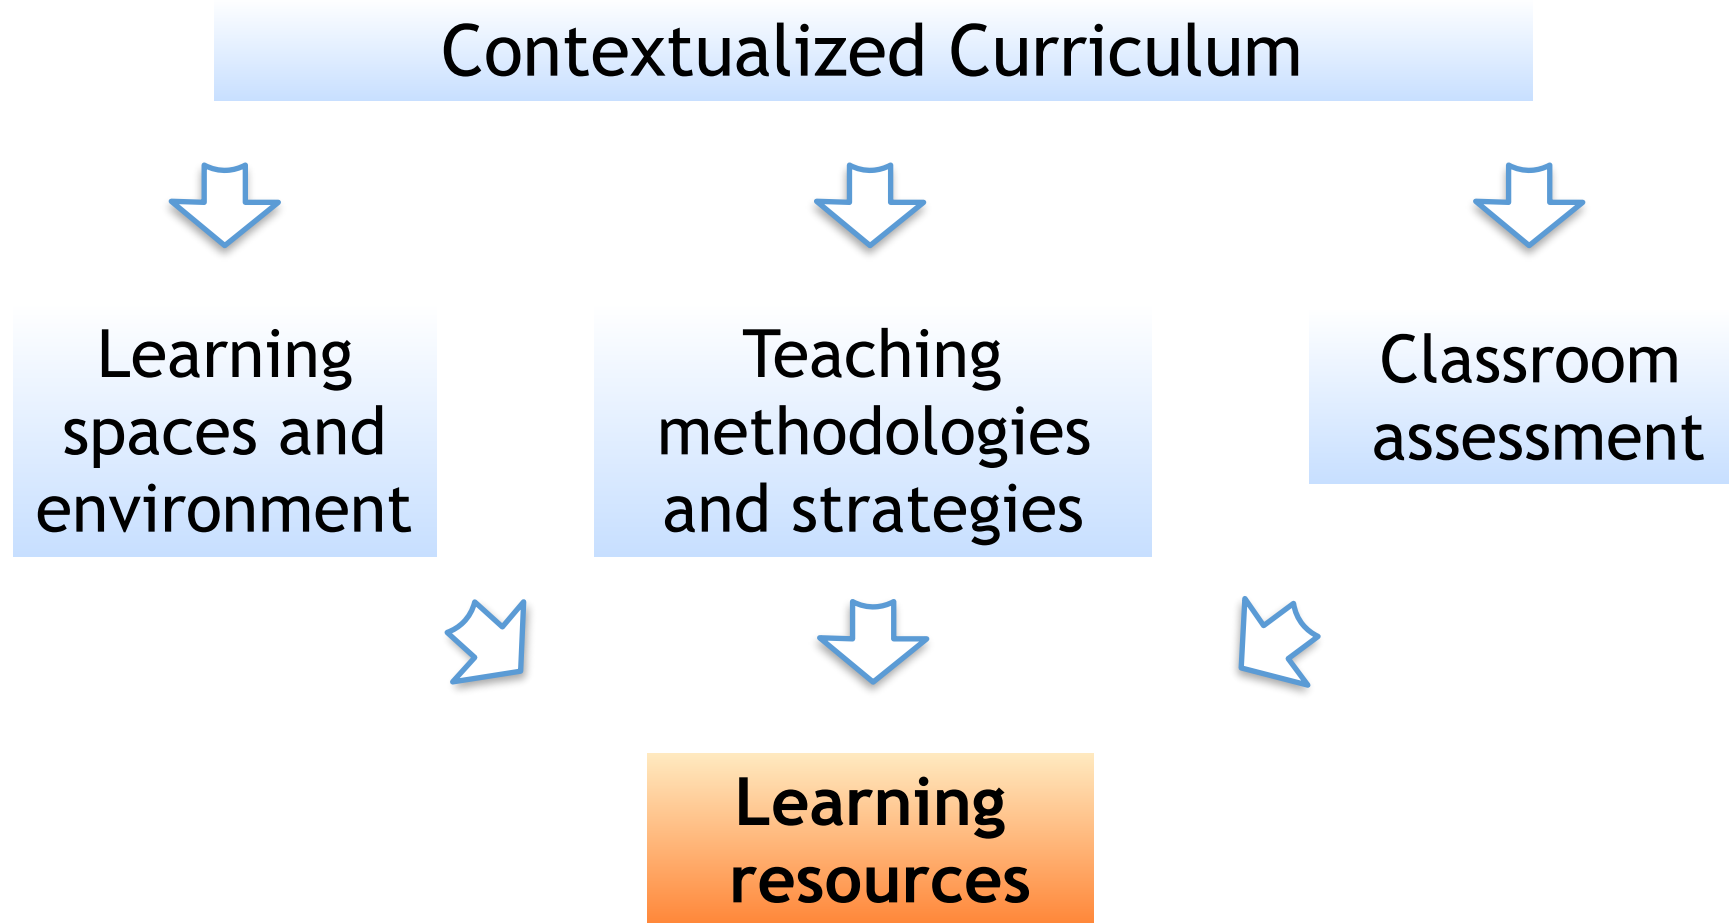 Contextualized Curriculum
Learning
spaces and
environment
Teaching
methodologies
and strategies
Classroom
assessment
Learning
resources